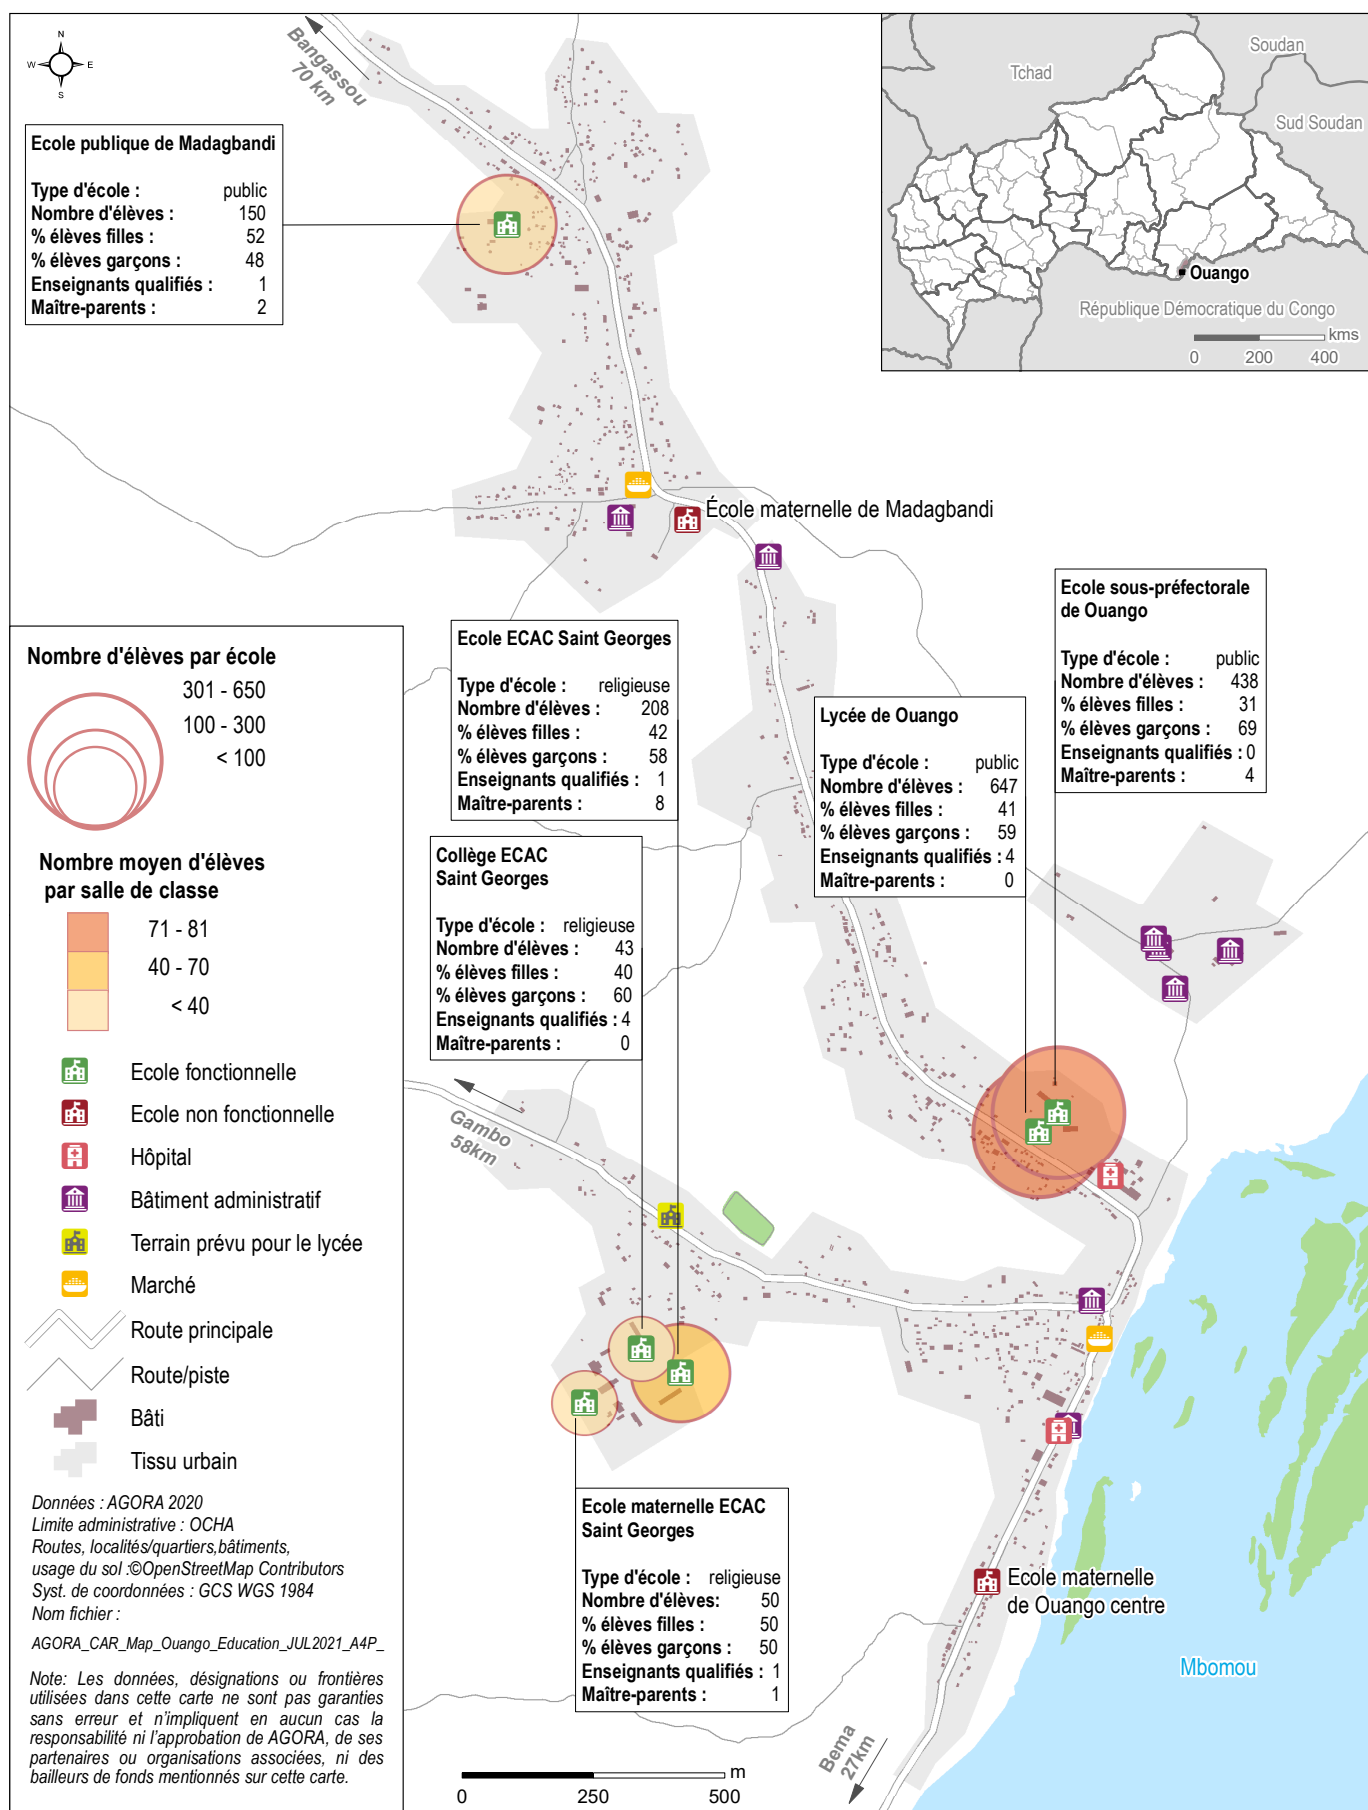 N
W
E
S
Bangassou
70 km
Tchad
Soudan
Sud Soudan
Ouango
République Démocratique du Congo
kms
0 200 400
Ecole publique de Madagbandi
Type d'école : public
Nombre d'élèves : 150
% élèves filles : 52
% élèves garçons : 48
Enseignants qualifiés : 1
Maître-parents : 2
École maternelle de Madagbandi
Ecole sous-préfectorale
de Ouango
Type d'école : public
Nombre d'élèves : 438
% élèves filles : 31
% élèves garçons : 69
Enseignants qualifiés : 0
Maître-parents : 4
Ecole ECAC Saint Georges
Type d'école : religieuse
Nombre d'élèves : 208
% élèves filles : 42
% élèves garçons : 58
Enseignants qualifiés : 1
Maître-parents : 8
Lycée de Ouango
Type d'école : public
Nombre d'élèves : 647
% élèves filles : 41
% élèves garçons : 59
Enseignants qualifiés : 4
Maître-parents : 0
Collège ECAC
Saint Georges
Type d'école : religieuse
Nombre d'élèves : 43
% élèves filles : 40
% élèves garçons : 60
Enseignants qualifiés : 4
Maître-parents : 0
Gambo
58km
Ecole maternelle ECAC
Saint Georges
Type d'école : religieuse
Nombre d'élèves: 50
% élèves filles : 50
% élèves garçons : 50
Enseignants qualifiés : 1
Maître-parents : 1
Ecole maternelle
de Ouango centre
Mbomou
Bema
27km
m
0 250 500
Nombre d'élèves par école
301 - 650
100 - 300
< 100
Nombre moyen d'élèves
par salle de classe
71 - 81
40 - 70
< 40
Ecole fonctionnelle
Ecole non fonctionnelle
Hôpital
Bâtiment administratif
Terrain prévu pour le lycée
Marché
Route principale
Route/piste
Bâti
Tissu urbain
Données : AGORA 2020
Limite administrative : OCHA
Routes, localités/quartiers,bâtiments,
usage du sol :©OpenStreetMap Contributors
Syst. de coordonnées : GCS WGS 1984
Nom fichier :
AGORA_CAR_Map_Ouango_Education_JUL2021_A4P_
Note: Les données, désignations ou frontières
utilisées dans cette carte ne sont pas garanties
sans erreur et n'impliquent en aucun cas la
responsabilité ni l'approbation de AGORA, de ses
partenaires ou organisations associées, ni des
bailleurs de fonds mentionnés sur cette carte.